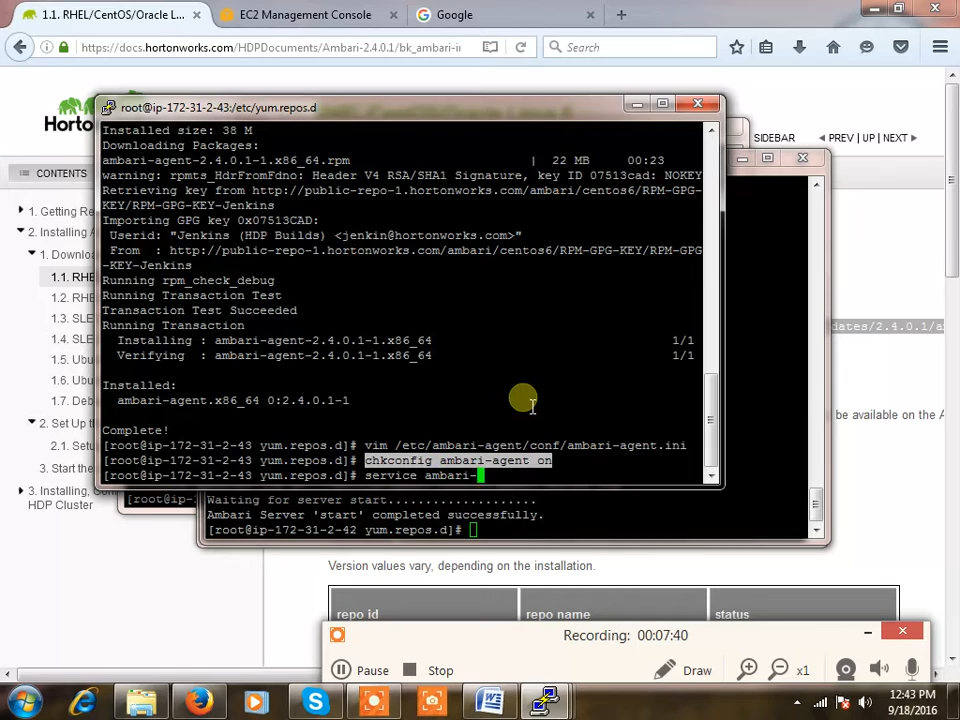 1.1. RHEL/CentOS/Oracle L...
EC2 Management Console
Google
https://docs.hortonworks.com/HDPDocuments/Ambari-2.4.0.1/bk_ambari-in
Search
Horto
SIDEBAR
PREV | UP | NEXT
CONTENTS
1. Getting Re
2. Installing A
1. Downlo
1.1. RHE
1.2. RHE
1.3. SLE
1.4. SLE
1.5. Ubu
1.6. Ubu
1.7. Deb
2. Set Up t
3. Start the
3. Installing, Con
HDP Cluster
root@ip-172-31-2-43:/etc/yum.repos.d
Installed size: 38 M
Downloading Packages:
ambari-agent-2.4.0.1-1.x86_64.rpm | 22 MB 00:23
warning: rpmts_HdrFromFdno: Header V4 RSA/SHA1 Signature, key ID 07513cad: NOKEY
Retrieving key from http://public-repo-1.hortonworks.com/ambari/centos6/RPM-GPG-
KEY/RPM-GPG-KEY-Jenkins
Importing GPG key 0x07513CAD:
Userid: "Jenkins (HDP Builds) <jenkin@hortonworks.com>"
From : http://public-repo-1.hortonworks.com/ambari/centos6/RPM-GPG-KEY/RPM-GPG
-KEY-Jenkins
Running rpm_check_debug
Running Transaction Test
Transaction Test Succeeded
Running Transaction
Installing : ambari-agent-2.4.0.1-1.x86_64 1/1
Verifying : ambari-agent-2.4.0.1-1.x86_64 1/1
Installed:
ambari-agent.x86_64 0:2.4.0.1-1
Complete!
[root@ip-172-31-2-43 yum.repos.d]# vim /etc/ambari-agent/conf/ambari-agent.ini
[root@ip-172-31-2-43 yum.repos.d]# chkconfig ambari-agent on
[root@ip-172-31-2-43 yum.repos.d]# service ambari-
dates/2.4.0.1/a
be available on the A
[root@ip-
Waiting for server start....................
Ambari Server 'start' completed successfully.
[root@ip-172-31-2-42 yum.repos.d]#
Version values vary, depending on the installation.
repo id repo name status
Recording: 00:07:40
Pause Stop Draw x1
12:43 PM
9/18/2016